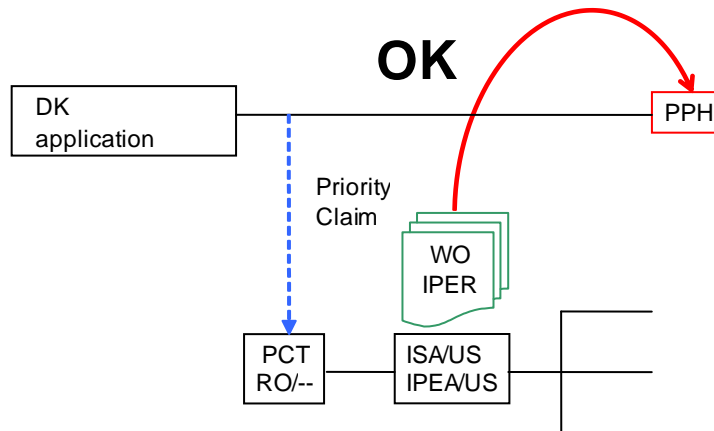 OK
DK
application
PPH
Priority
Claim
WO
IPER
PCT
RO/--
ISA/US
IPEA/US